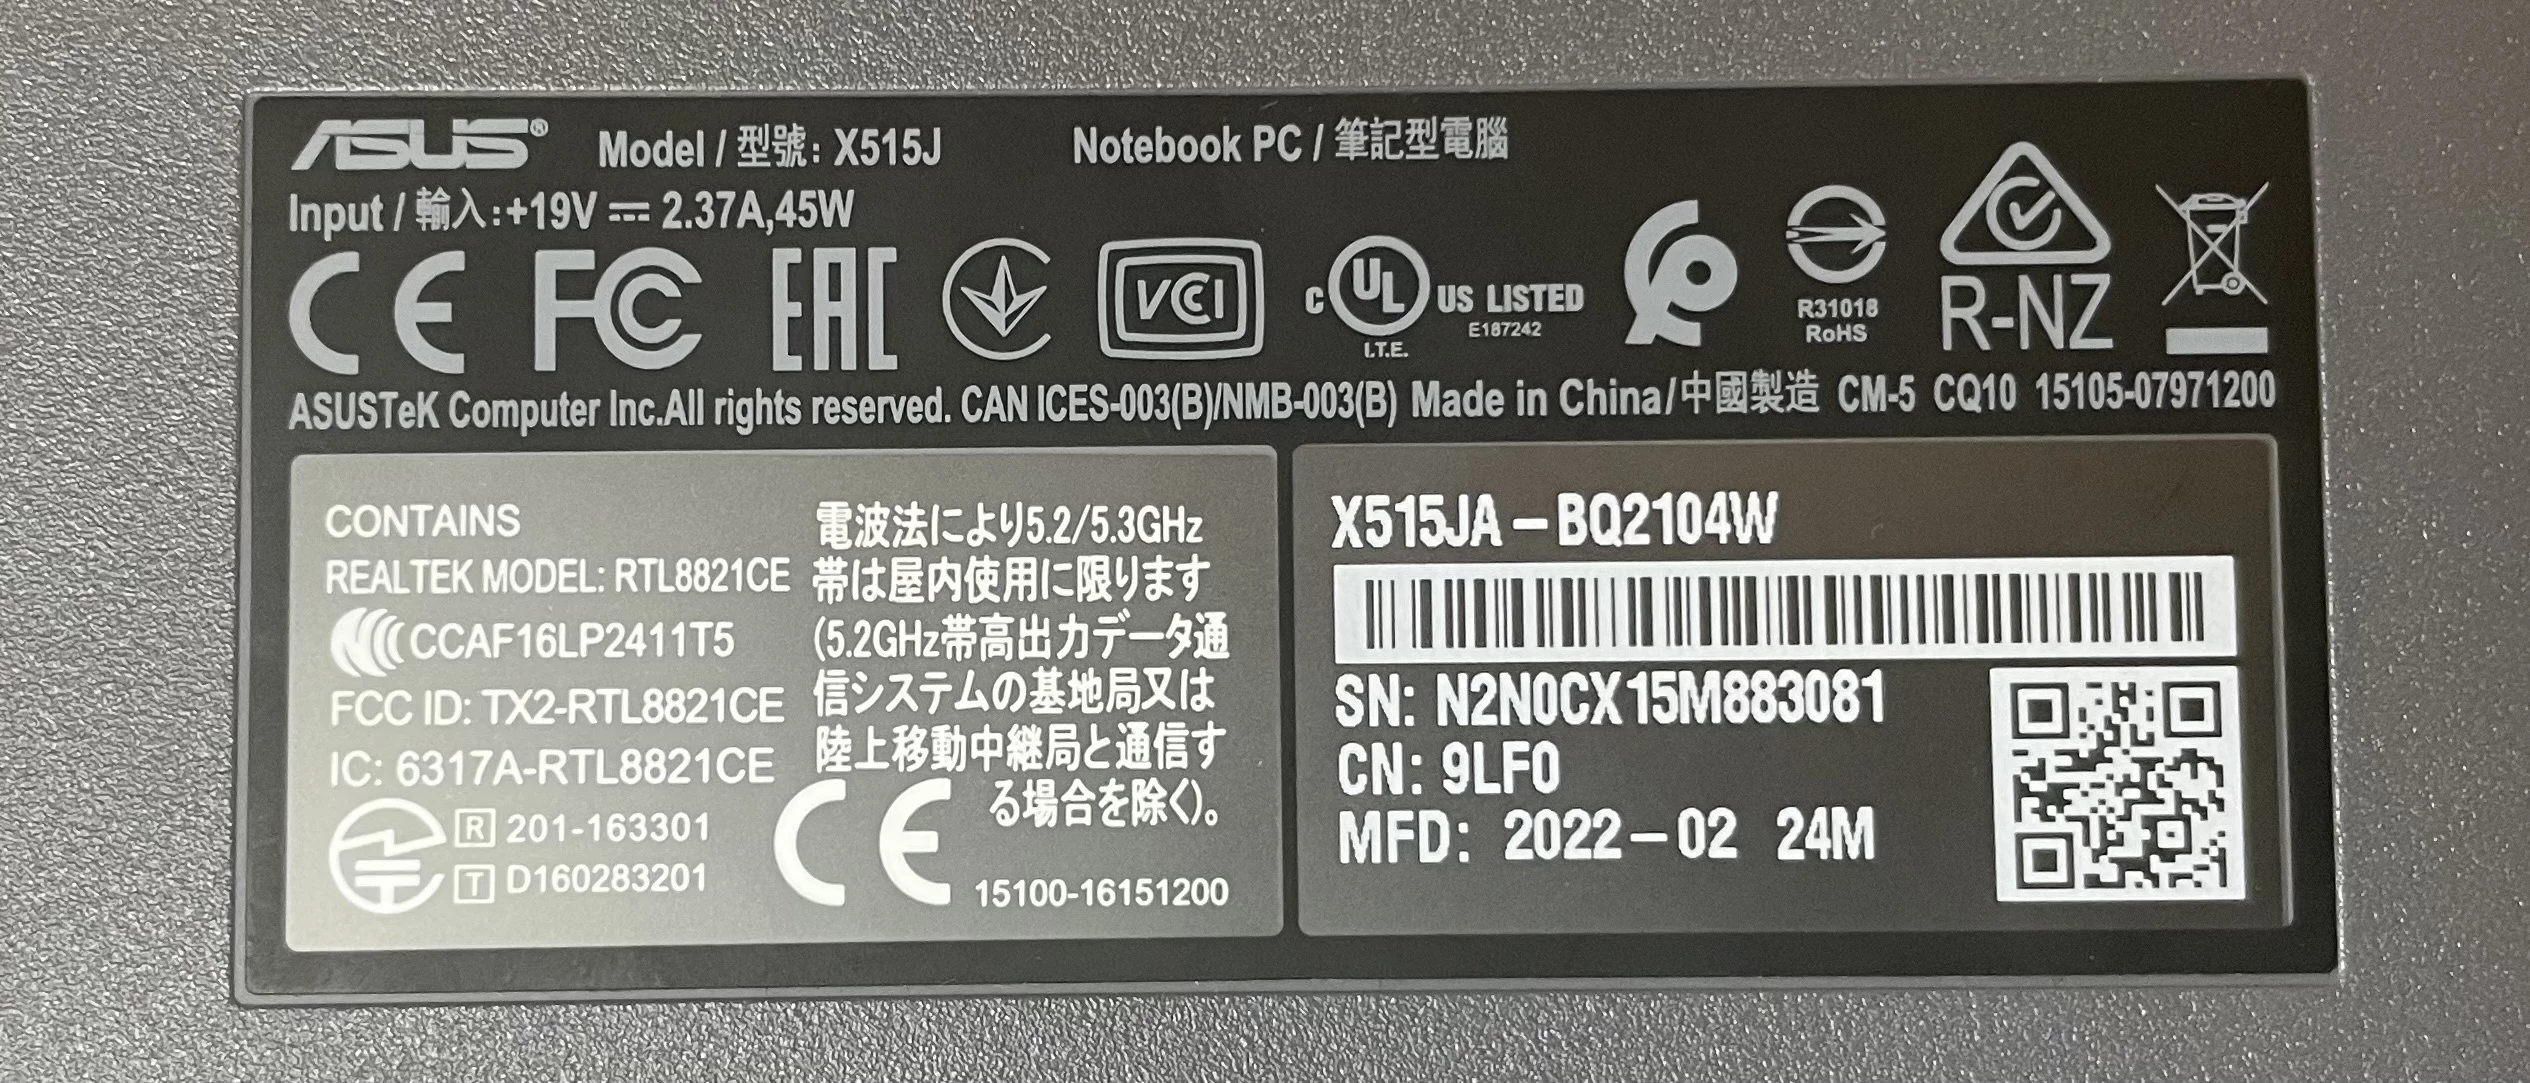 ASUS® Model / 型號: X515J Notebook PC / 筆記型電腦
Input / 輸入:+19V ⎓ 2.37A,45W
CE FC EAC VCCI c UL US LISTED I.T.E. E187242 R31018 RoHS R-NZ
ASUSTeK Computer Inc.All rights reserved. CAN ICES-003(B)/NMB-003(B) Made in China/中國製造 CM-5 CQ10 15105-07971200
CONTAINS
REALTEK MODEL: RTL8821CE
CCAF16LP2411T5
FCC ID: TX2-RTL8821CE
IC: 6317A-RTL8821CE
R 201-163301
T D160283201
電波法により5.2/5.3GHz
帯は屋内使用に限ります
(5.2GHz帯高出力データ通
信システムの基地局又は
陸上移動中継局と通信す
る場合を除く)。
CE
15100-16151200
X515JA-BQ2104W
SN: N2N0CX15M883081
CN: 9LF0
MFD: 2022-02 24M